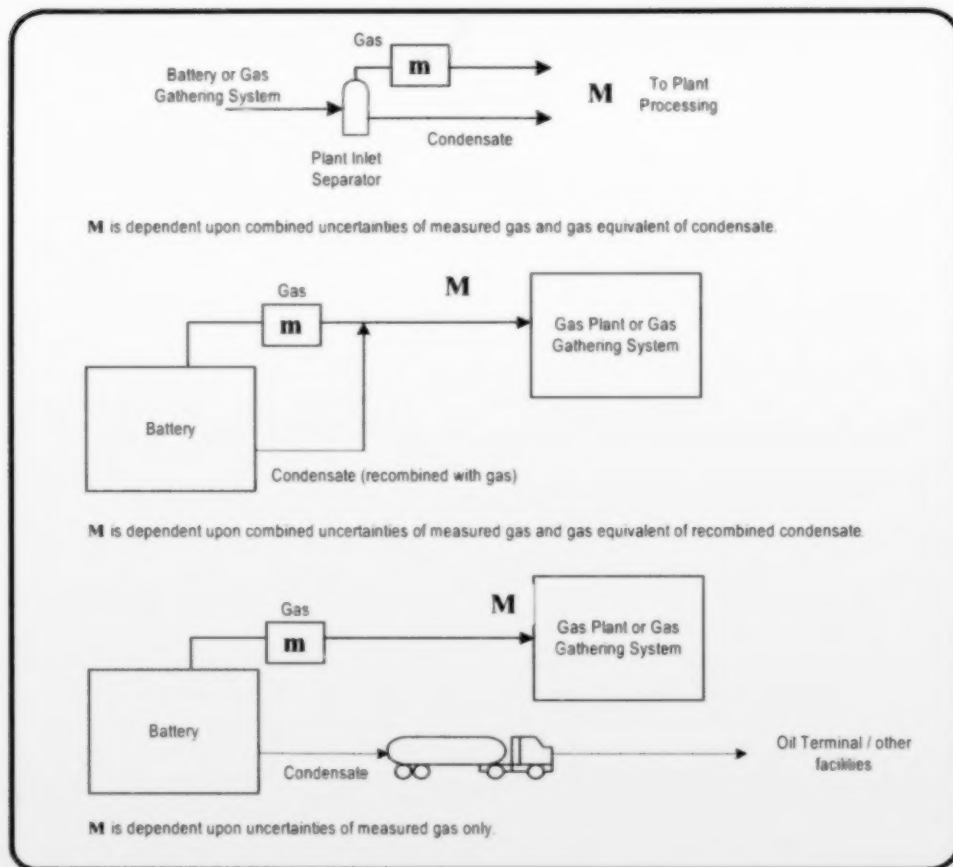 Gas
m
Battery or Gas
Gathering System
M
To Plant
Processing
Condensate
Plant Inlet
Separator
M is dependent upon combined uncertainties of measured gas and gas equivalent of condensate.
Gas
m
M
Gas Plant or Gas
Gathering System
Battery
Condensate (recombined with gas)
M is dependent upon combined uncertainties of measured gas and gas equivalent of recombined condensate.
Gas
m
M
Gas Plant or Gas
Gathering System
Battery
Condensate
Oil Terminal / other
facilities
M is dependent upon uncertainties of measured gas only.